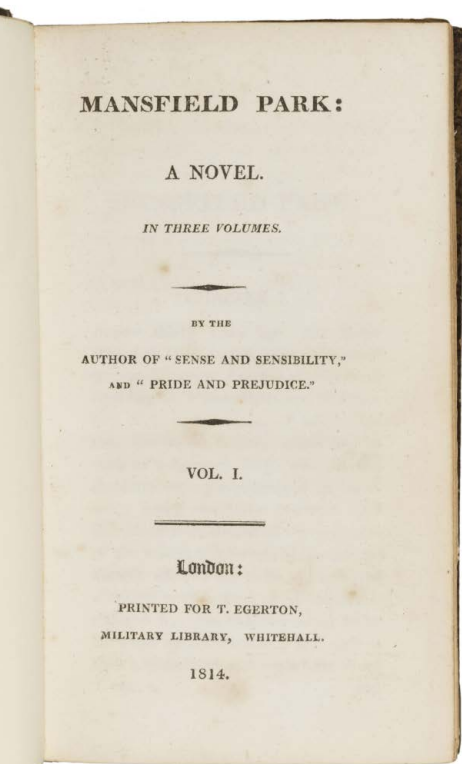 MANSFIELD PARK:
A NOVEL.
IN THREE VOLUMES.
BY THE
AUTHOR OF “ SENSE AND SENSIBILITY,”
AND “ PRIDE AND PREJUDICE.”
VOL. I.
London:
PRINTED FOR T. EGERTON,
MILITARY LIBRARY, WHITEHALL.
1814.